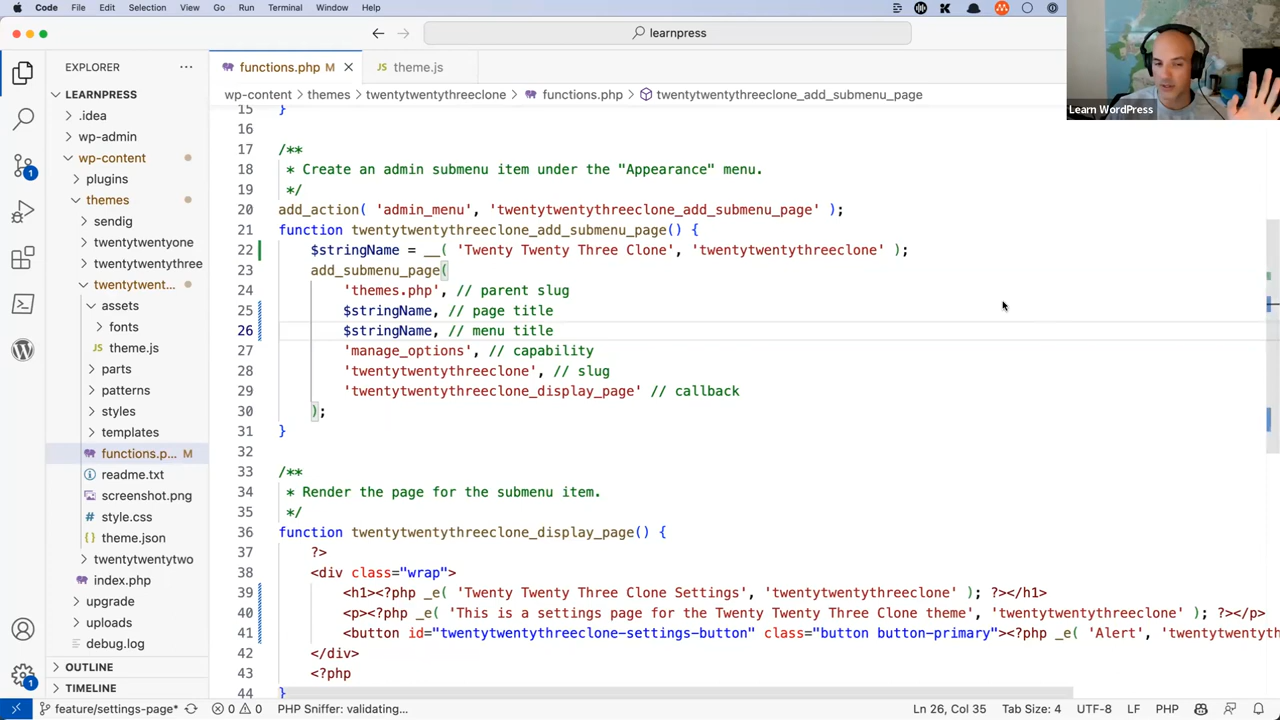 Code File Edit Selection View Go Run Terminal Window Help
learnpress
EXPLORER
functions.php M
theme.js
LEARNPRESS
wp-content > themes > twentytwentythreeclone > functions.php > twentytwentythreeclone_add_submenu_page
Learn WordPress
.idea
wp-admin
wp-content
plugins
themes
sendig
twentytwentyone
twentytwentythree
twentytwent...
assets
fonts
theme.js
parts
patterns
styles
templates
functions.p... M
readme.txt
screenshot.png
style.css
theme.json
twentytwentytwo
index.php
upgrade
uploads
debug.log
OUTLINE
TIMELINE
1
1
15 }
16
17 /**
18 * Create an admin submenu item under the "Appearance" menu.
19 */
20 add_action( 'admin_menu', 'twentytwentythreeclone_add_submenu_page' );
21 function twentytwentythreeclone_add_submenu_page() {
22 $stringName = __( 'Twenty Twenty Three Clone', 'twentytwentythreeclone' );
23 add_submenu_page(
24 'themes.php', // parent slug
25 $stringName, // page title
26 $stringName, // menu title
27 'manage_options', // capability
28 'twentytwentythreeclone', // slug
29 'twentytwentythreeclone_display_page' // callback
30 );
31 }
32
33 /**
34 * Render the page for the submenu item.
35 */
36 function twentytwentythreeclone_display_page() {
37 ?>
38 <div class="wrap">
39 <h1><?php _e( 'Twenty Twenty Three Clone Settings', 'twentytwentythreeclone' ); ?></h1>
40 <p><?php _e( 'This is a settings page for the Twenty Twenty Three Clone theme', 'twentytwentythreeclone' ); ?></p>
41 <button id="twentytwentythreeclone-settings-button" class="button button-primary"><?php _e( 'Alert', 'twentytwentyth
42 </div>
43 <?php
44 }
feature/settings-page* 0 0 PHP Sniffer: validating... Ln 26, Col 35 Tab Size: 4 UTF-8 LF PHP